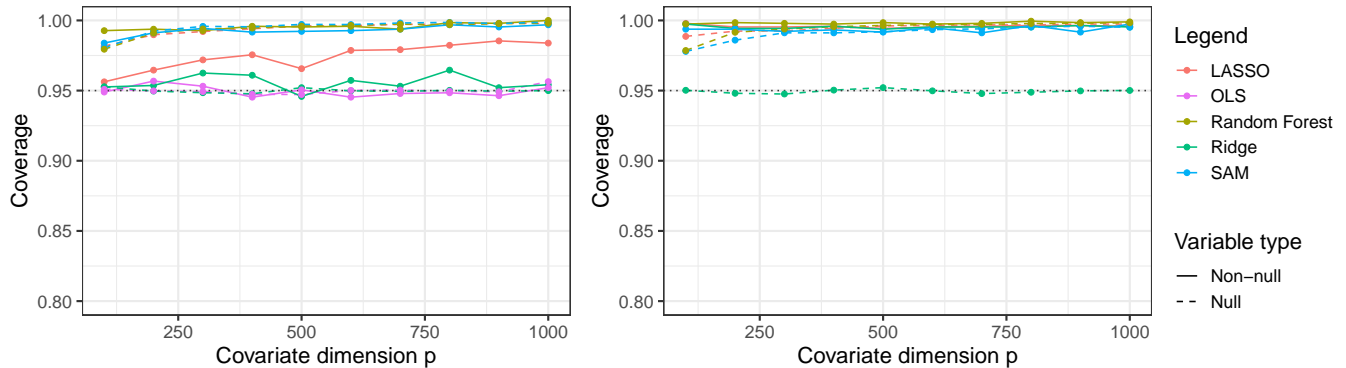 1.00
0.95
0.90
0.85
0.80
Coverage
250
500
750
1000
Covariate dimension p
1.00
0.95
0.90
0.85
0.80
Coverage
250
500
750
1000
Covariate dimension p
Legend
LASSO
OLS
Random Forest
Ridge
SAM
Variable type
Non−null
Null